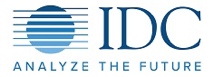 IDC
ANALYZE THE FUTURE